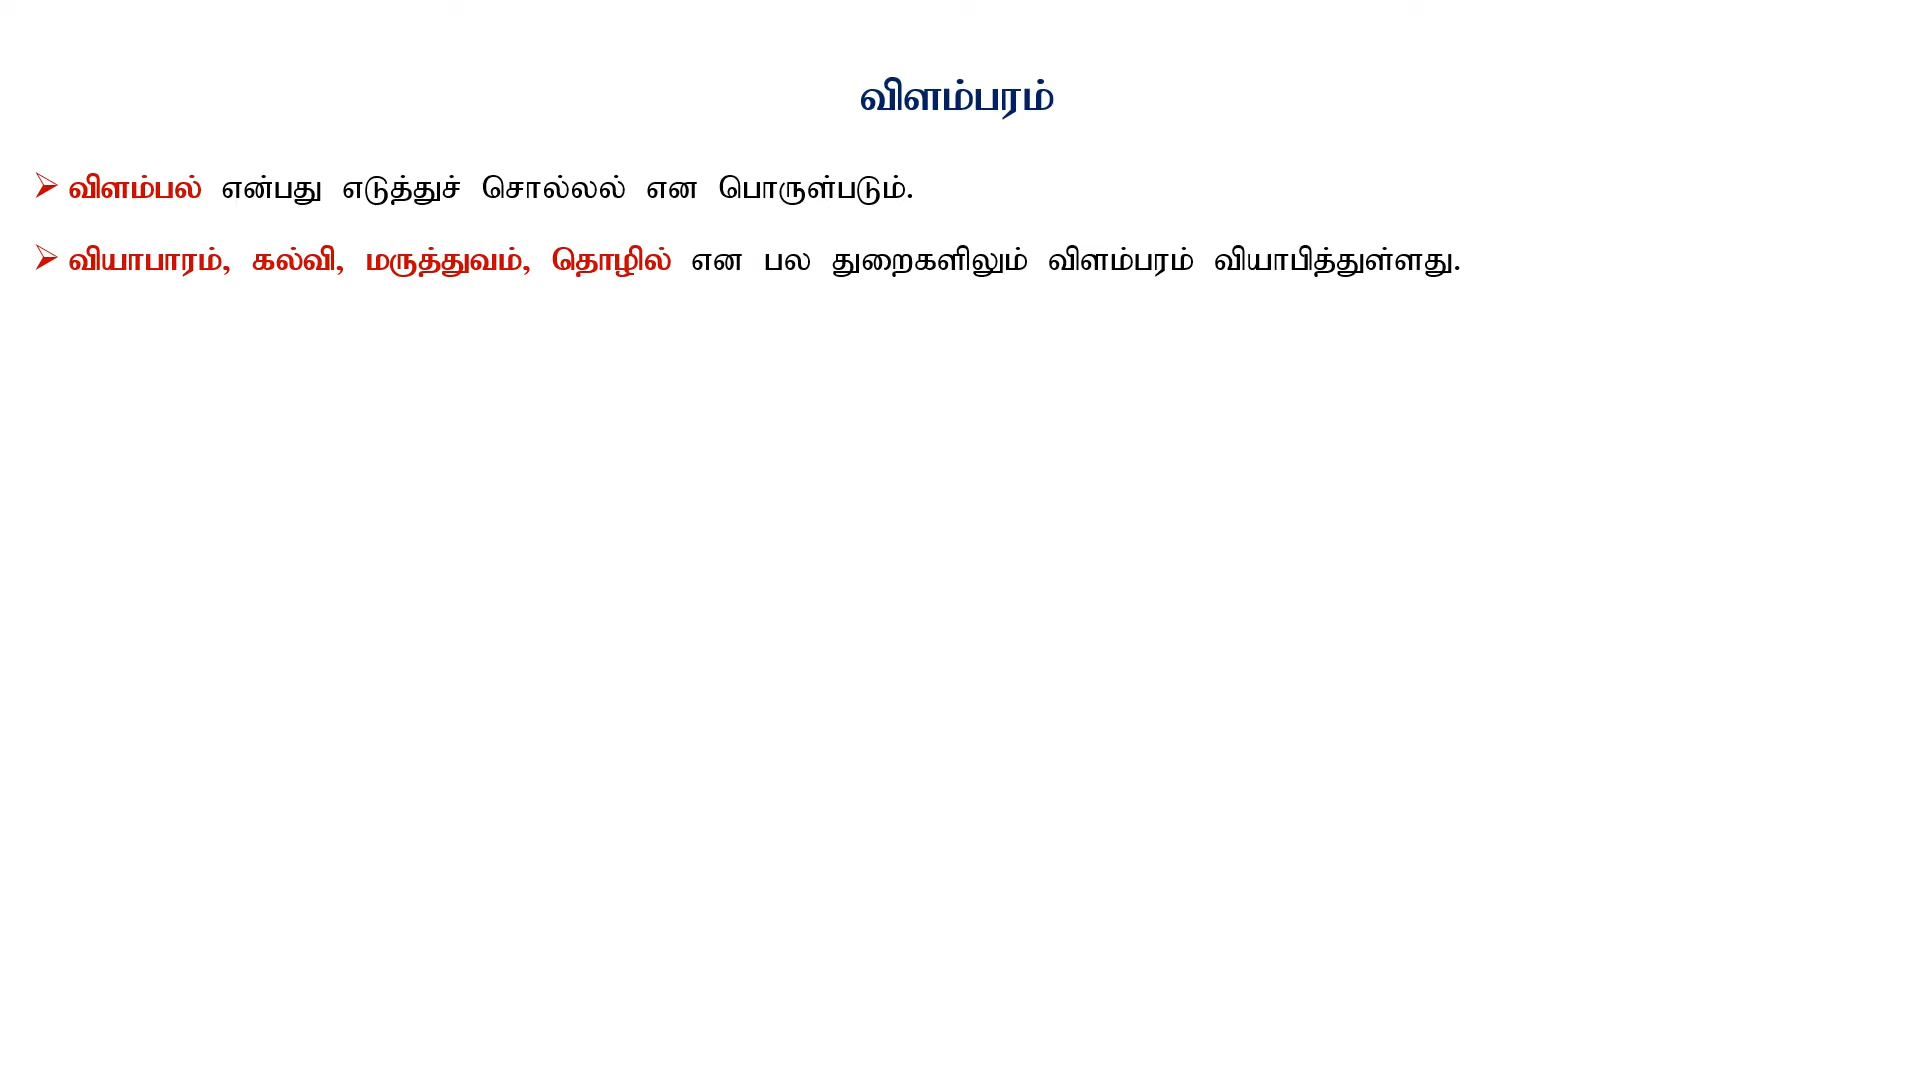 விளம்பரம்
➢ விளம்பல் என்பது எடுத்துச் சொல்லல் என பொருள்படும்.
➢ வியாபாரம், கல்வி, மருத்துவம், தொழில் என பல துறைகளிலும் விளம்பரம் வியாபித்துள்ளது.